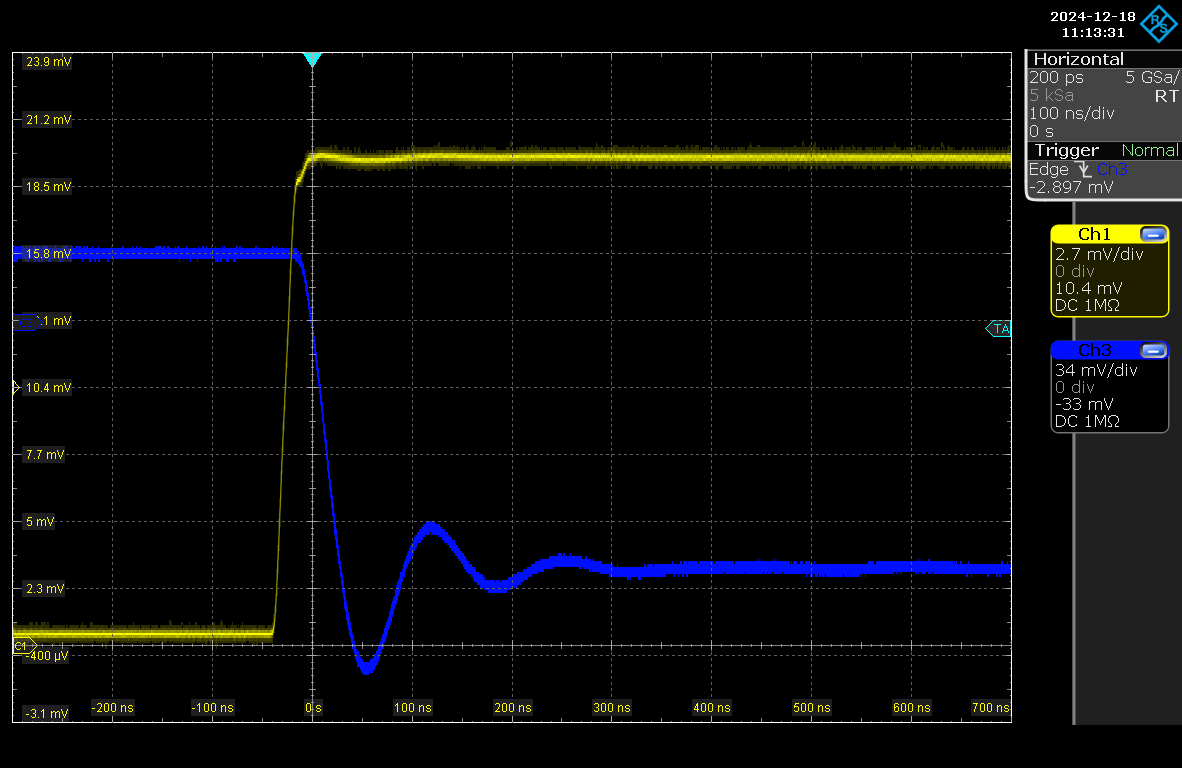 2024-12-18
11:13:31
R&S
Horizontal
200 ps 5 GSa/
5 kSa RT
100 ns/div
0 s
Trigger Normal
Edge Ch3
-2.897 mV
Ch1
2.7 mV/div
0 div
10.4 mV
DC 1MΩ
Ch3
34 mV/div
0 div
-33 mV
DC 1MΩ
23.9 mV
21.2 mV
18.5 mV
15.8 mV
.1 mV
TA
10.4 mV
7.7 mV
5 mV
2.3 mV
C1
-400 µV
-3.1 mV
-200 ns -100 ns 0 s 100 ns 200 ns 300 ns 400 ns 500 ns 600 ns 700 ns